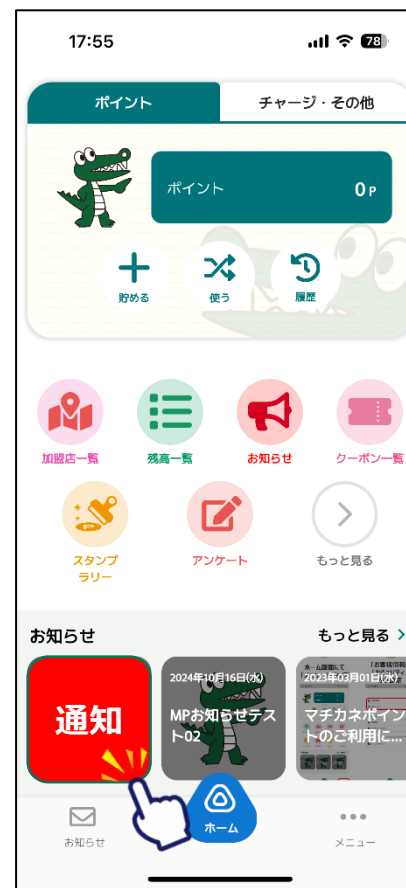 17:55
78
ポイント
チャージ・その他
ポイント
0 P
貯める
使う
履歴
加盟店一覧
残高一覧
お知らせ
クーポン一覧
スタンプ
ラリー
アンケート
もっと見る
お知らせ
もっと見る
通知
2024年10月16日(水)
MPお知らせテス
ト02
2023年03月01日(水)
マチカネポイン
トのご利用に...
お知らせ
ホーム
メニュー